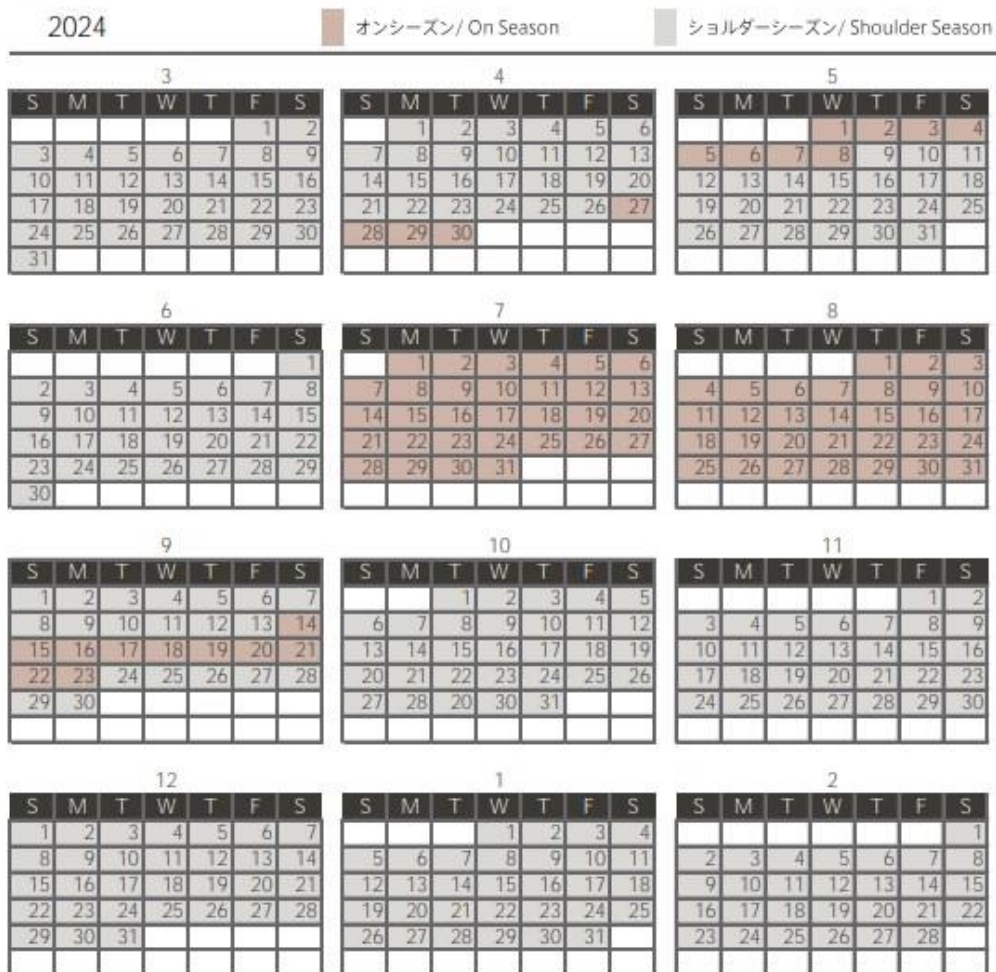 2024 オンシーズン/ On Season ショルダーシーズン/ Shoulder Season
3 4 5
S M T W T F S S M T W T F S S M T W T F S
1 2 1 2 3 4 5 6 1 2 3 4
3 4 5 6 7 8 9 7 8 9 10 11 12 13 5 6 7 8 9 10 11
10 11 12 13 14 15 16 14 15 16 17 18 19 20 12 13 14 15 16 17 18
17 18 19 20 21 22 23 21 22 23 24 25 26 27 19 20 21 22 23 24 25
24 25 26 27 28 29 30 28 29 30 26 27 28 29 30 31
31
6 7 8
S M T W T F S S M T W T F S S M T W T F S
1 1 2 3 4 5 6 1 2 3
2 3 4 5 6 7 8 7 8 9 10 11 12 13 4 5 6 7 8 9 10
9 10 11 12 13 14 15 14 15 16 17 18 19 20 11 12 13 14 15 16 17
16 17 18 19 20 21 22 21 22 23 24 25 26 27 18 19 20 21 22 23 24
23 24 25 26 27 28 29 28 29 30 31 25 26 27 28 29 30 31
30
9 10 11
S M T W T F S S M T W T F S S M T W T F S
1 2 3 4 5 6 7 1 2 3 4 5 1 2
8 9 10 11 12 13 14 6 7 8 9 10 11 12 3 4 5 6 7 8 9
15 16 17 18 19 20 21 13 14 15 16 17 18 19 10 11 12 13 14 15 16
22 23 24 25 26 27 28 20 21 22 23 24 25 26 17 18 19 20 21 22 23
29 30 27 28 20 30 31 24 25 26 27 28 29 30
12 1 2
S M T W T F S S M T W T F S S M T W T F S
1 2 3 4 5 6 7 1 2 3 4 1
8 9 10 11 12 13 14 5 6 7 8 9 10 11 2 3 4 5 6 7 8
15 16 17 18 19 20 21 12 13 14 15 16 17 18 9 10 11 12 13 14 15
22 23 24 25 26 27 28 19 20 21 22 23 24 25 16 17 18 19 20 21 22
29 30 31 26 27 28 29 30 31 23 24 25 26 27 28